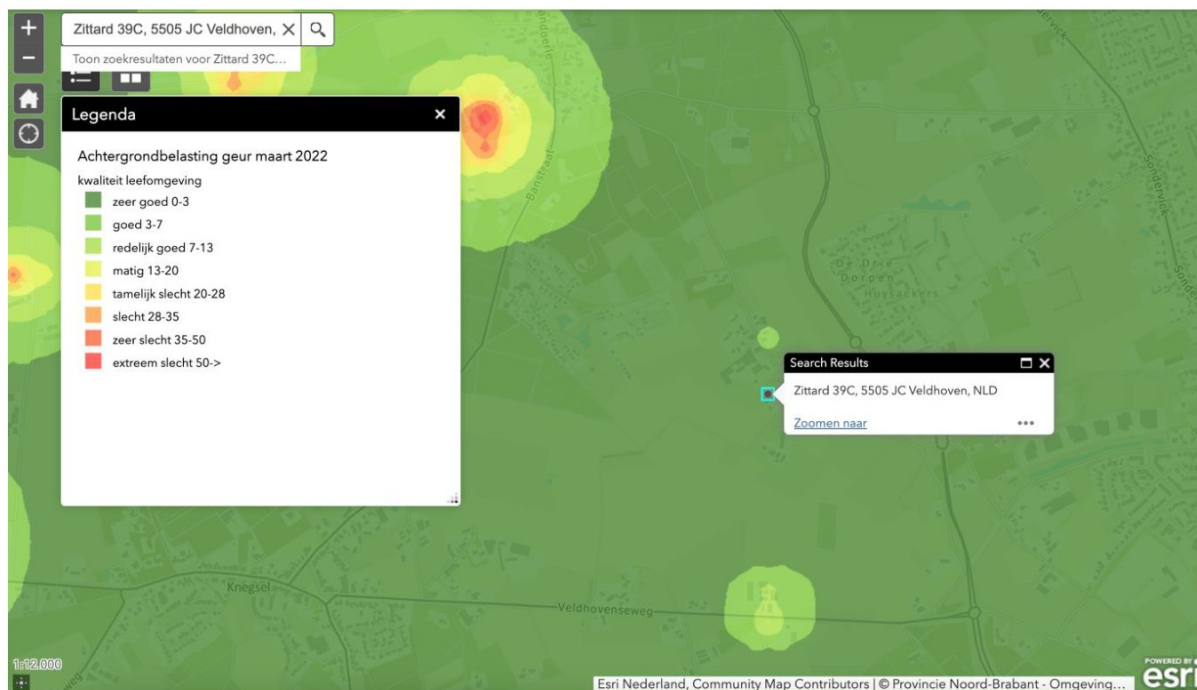 Zittard 39C, 5505 JC Veldhoven,
Toon zoekresultaten voor Zittard 39C...
Legenda
Achtergrondbelasting geur maart 2022
kwaliteit leefomgeving
zeer goed 0-3
goed 3-7
redelijk goed 7-13
matig 13-20
tamelijk slecht 20-28
slecht 28-35
zeer slecht 35-50
extreem slecht 50->
Banstraat
Sondervick
Sondervick
De Drie
Dorpen
Huysackers
Search Results
Zittard 39C, 5505 JC Veldhoven, NLD
Zoomen naar
Knegsel
Veldhovenseweg
1:12.000
Esri Nederland, Community Map Contributors | © Provincie Noord-Brabant - Omgeving...
POWERED BY
esri